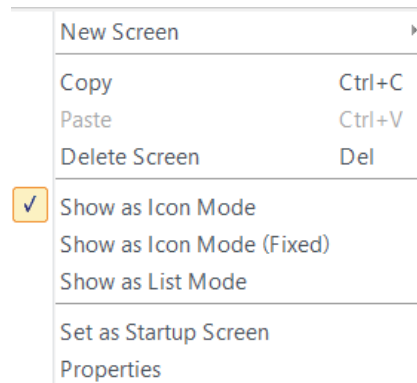 New Screen
Copy Ctrl+C
Paste Ctrl+V
Delete Screen Del
Show as Icon Mode
Show as Icon Mode (Fixed)
Show as List Mode
Set as Startup Screen
Properties